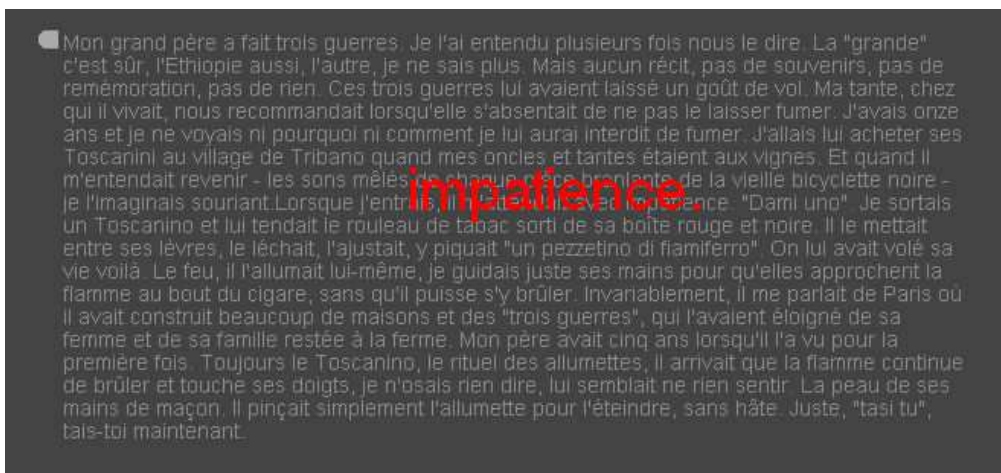 Mon grand père a fait trois guerres. Je l'ai entendu plusieurs fois nous le dire. La "grande"
c'est sûr, l'Ethiopie aussi, l'autre, je ne sais plus. Mais aucun récit, pas de souvenirs, pas de
remémoration, pas de rien. Ces trois guerres lui avaient laissé un goût de vol. Ma tante, chez
qui il vivait, nous recommandait lorsqu'elle s'absentait de ne pas le laisser fumer. J'avais onze
ans et je ne voyais ni pourquoi ni comment je lui aurai interdit de fumer. J'allais lui acheter ses
Toscanini au village de Tribano quand mes oncles et tantes étaient aux vignes. Et quand il
m'entendait revenir - les sons mêlés de la vieille bicyclette noire -
impatience.
je l'imaginais souriant.Lorsque j'entrais, "Dami uno". Je sortais
un Toscanino et lui tendait le rouleau de tabac sorti de sa boîte rouge et noire. Il le mettait
entre ses lèvres, le léchait, l'ajustait, y piquait "un pezzetino di fiamiferro". On lui avait volé sa
vie voilà. Le feu, il l'allumait lui-même, je guidais juste ses mains pour qu'elles approchent la
flamme au bout du cigare, sans qu'il puisse s'y brûler. Invariablement, il me parlait de Paris où
il avait construit beaucoup de maisons et des "trois guerres", qui l'avaient éloigné de sa
femme et de sa famille restée à la ferme. Mon père avait cinq ans lorsqu'il l'a vu pour la
première fois. Toujours le Toscanino, le rituel des allumettes, il arrivait que la flamme continue
de brûler et touche ses doigts, je n'osais rien dire, lui semblait ne rien sentir. La peau de ses
mains de maçon. Il pinçait simplement l'allumette pour l'éteindre, sans hâte. Juste, "tasi tu",
tais-toi maintenant.